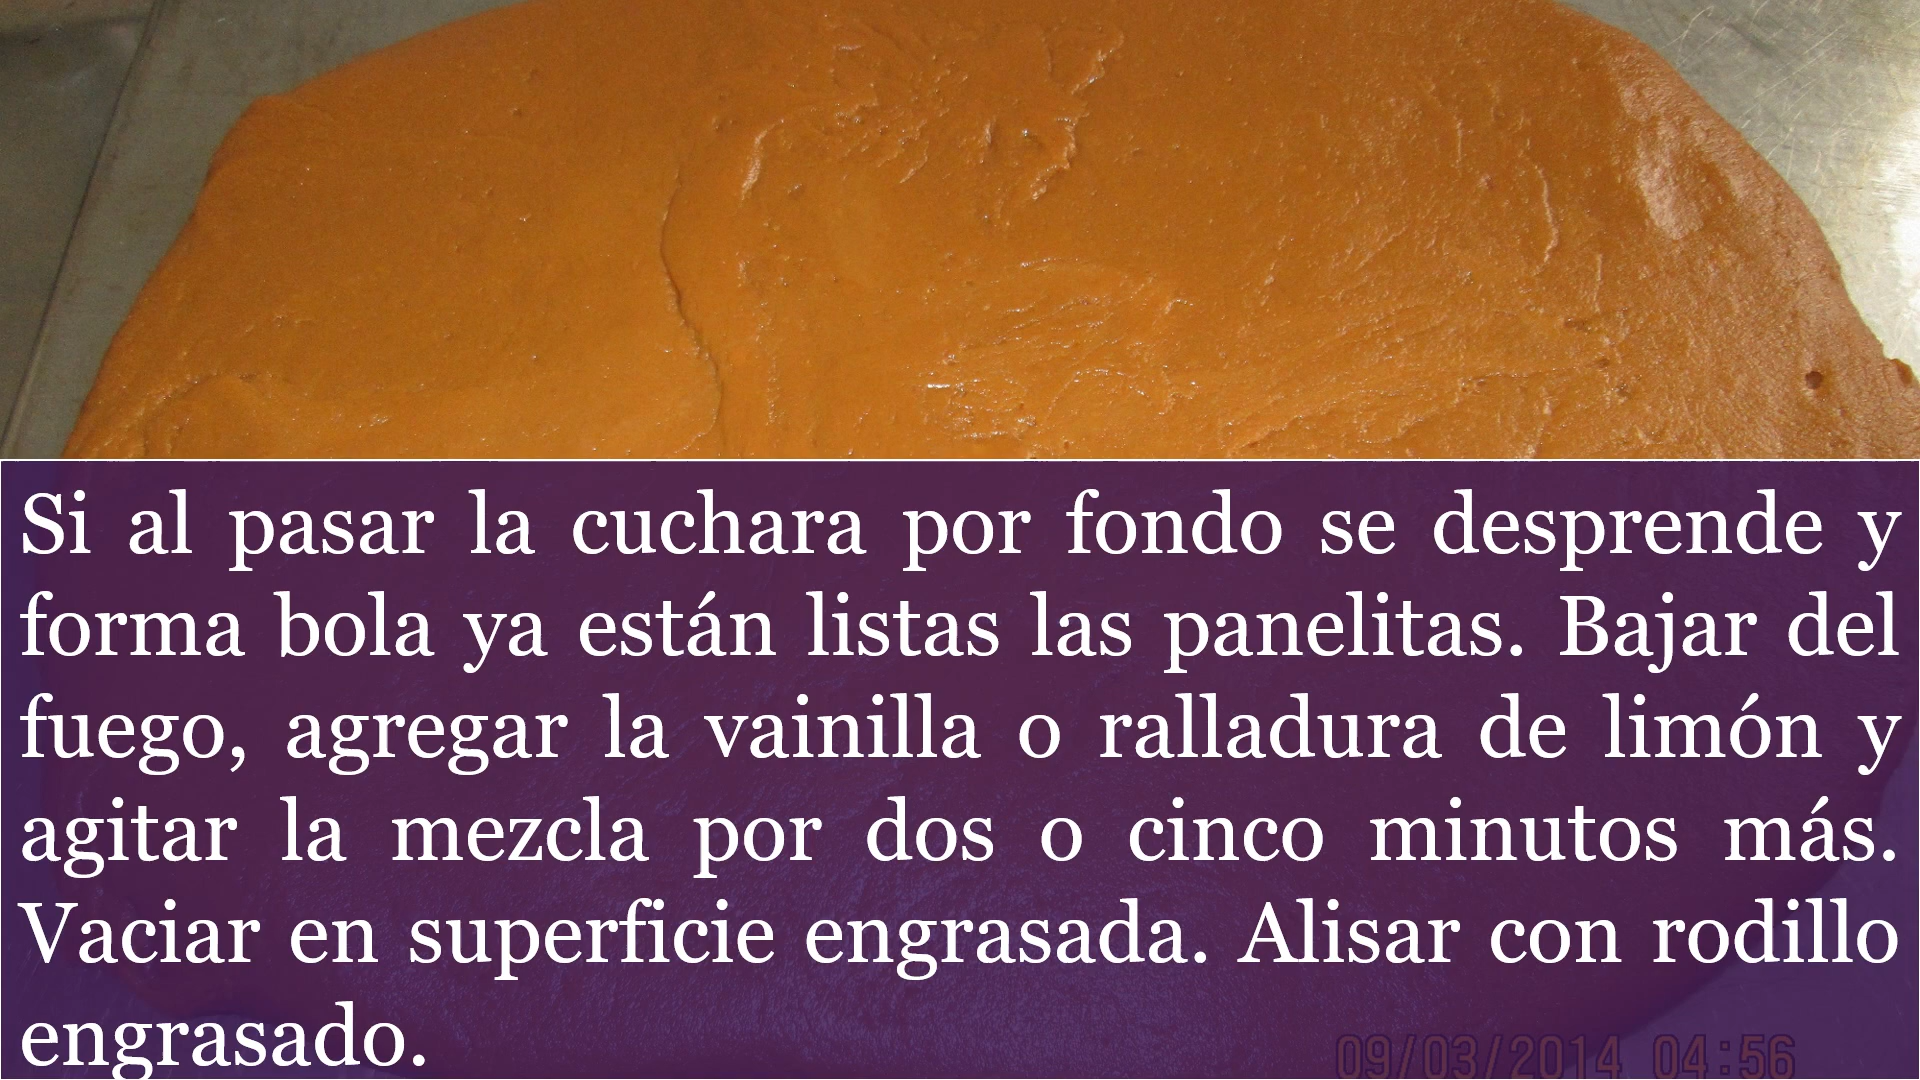 Si al pasar la cuchara por fondo se desprende y
forma bola ya están listas las panelitas. Bajar del
fuego, agregar la vainilla o ralladura de limón y
agitar la mezcla por dos o cinco minutos más.
Vaciar en superficie engrasada. Alisar con rodillo
engrasado.
09/03/2014 04:56